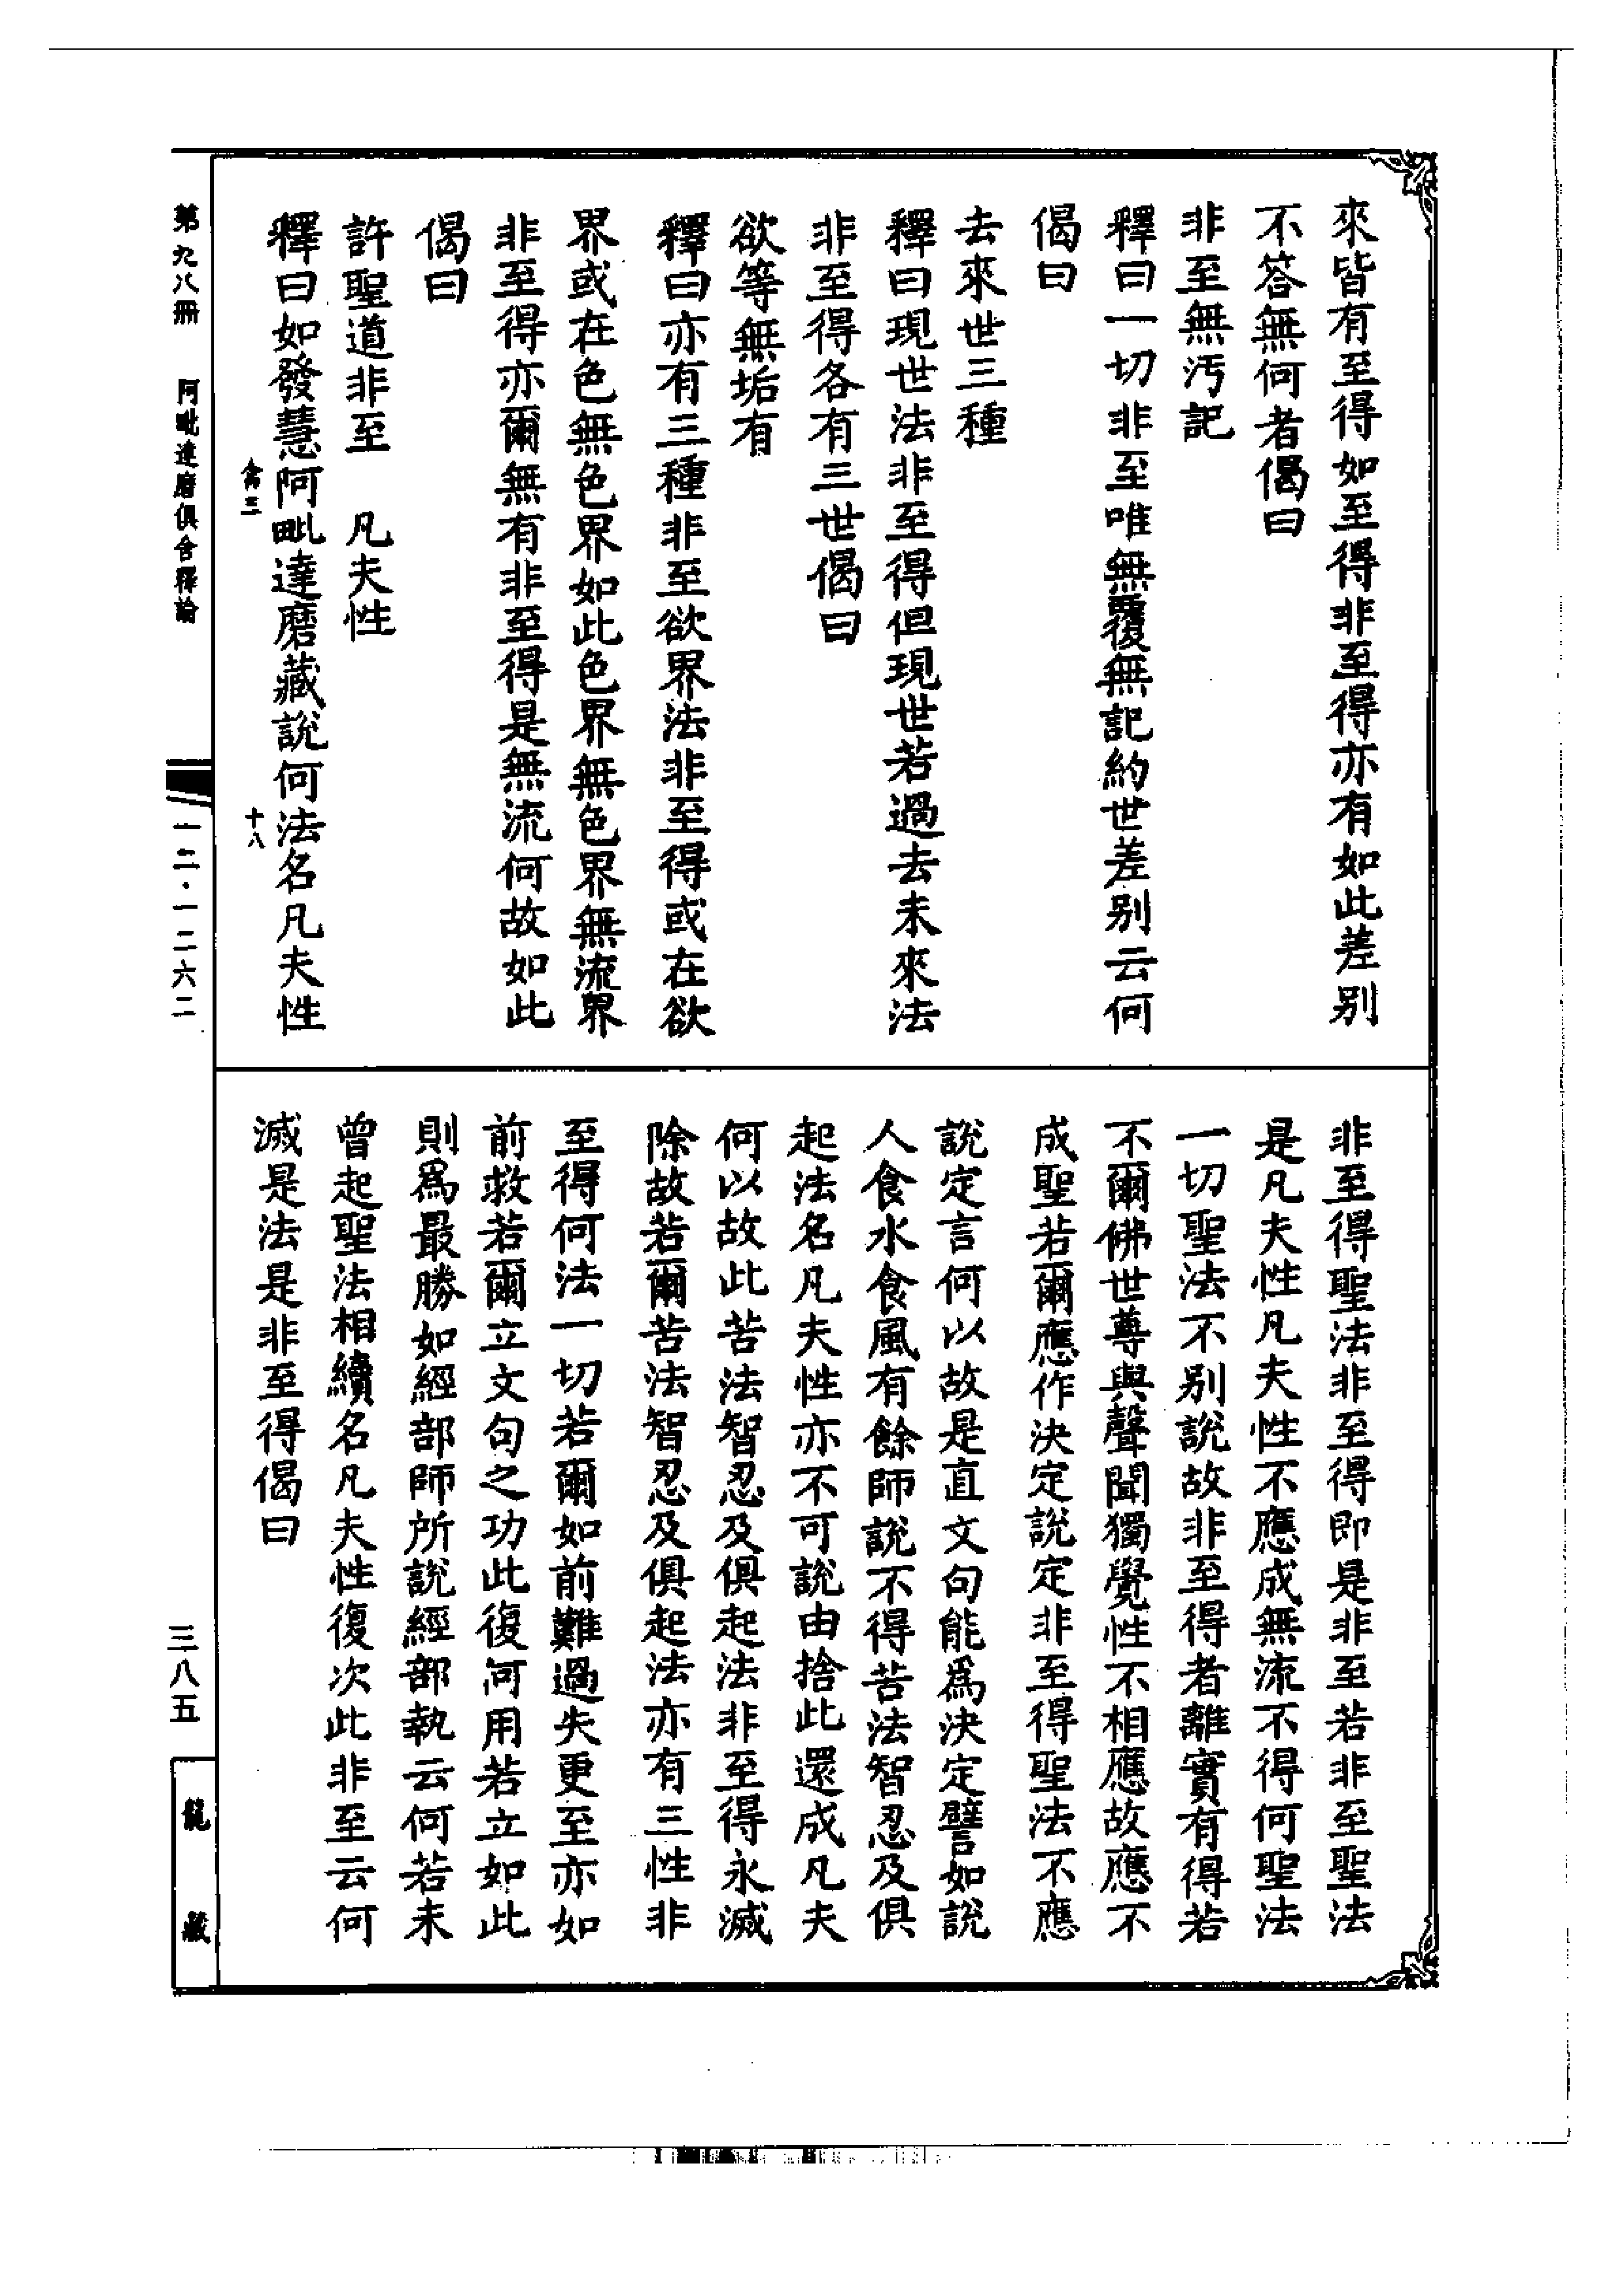 來皆有至得如至得非至得亦有如此差別
不答無何者偈曰
非至無汚記
釋曰一切非至唯無覆無記約世差別云何
偈曰
去來世三種
釋曰現世法非至得但現世若過去未來法
非至得各有三世偈曰
欲等無垢有
釋曰亦有三種非至欲界法非至得或在欲
界或在色無色界如此色界無色界無流界
非至得亦爾無有非至得是無流何故如此
偈曰
許聖道非至　凡夫性
釋曰如發慧阿毗達磨藏說何法名凡夫性
非至得聖法非至得即是非至若非至聖法
是凡夫性凡夫性不應成無流不得何聖法
一切聖法不別說故非至得者離實有得若
不爾佛世尊與聲聞獨覺性不相應故應不
成聖若爾應作決定說定非至得聖法不應
說定言何以故是直文句能爲決定譬如說
人食水食風有餘師說不得苦法智忍及俱
起法名凡夫性亦不可說由捨此還成凡夫
何以故此苦法智忍及俱起法非至得永滅
除故若爾苦法智忍及俱起法亦有三性非
至得何法一切若爾如前難過失更至亦如
前救若爾立文句之功此復何用若立如此
則爲最勝如經部師所說經部執云何若未
曾起聖法相續名凡夫性復次此非至云何
滅是法是非至得偈曰
第九八冊　阿毗達磨俱舍釋論
一二·一二六二
三八五
龍藏
十八